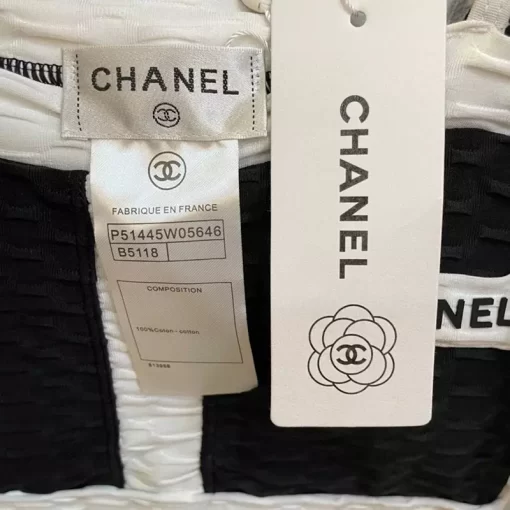 CHANEL
FABRIQUE EN FRANCE
P51445W05646
B5118
COMPOSITION
100%Coton - cotton.
CHANEL
NEL